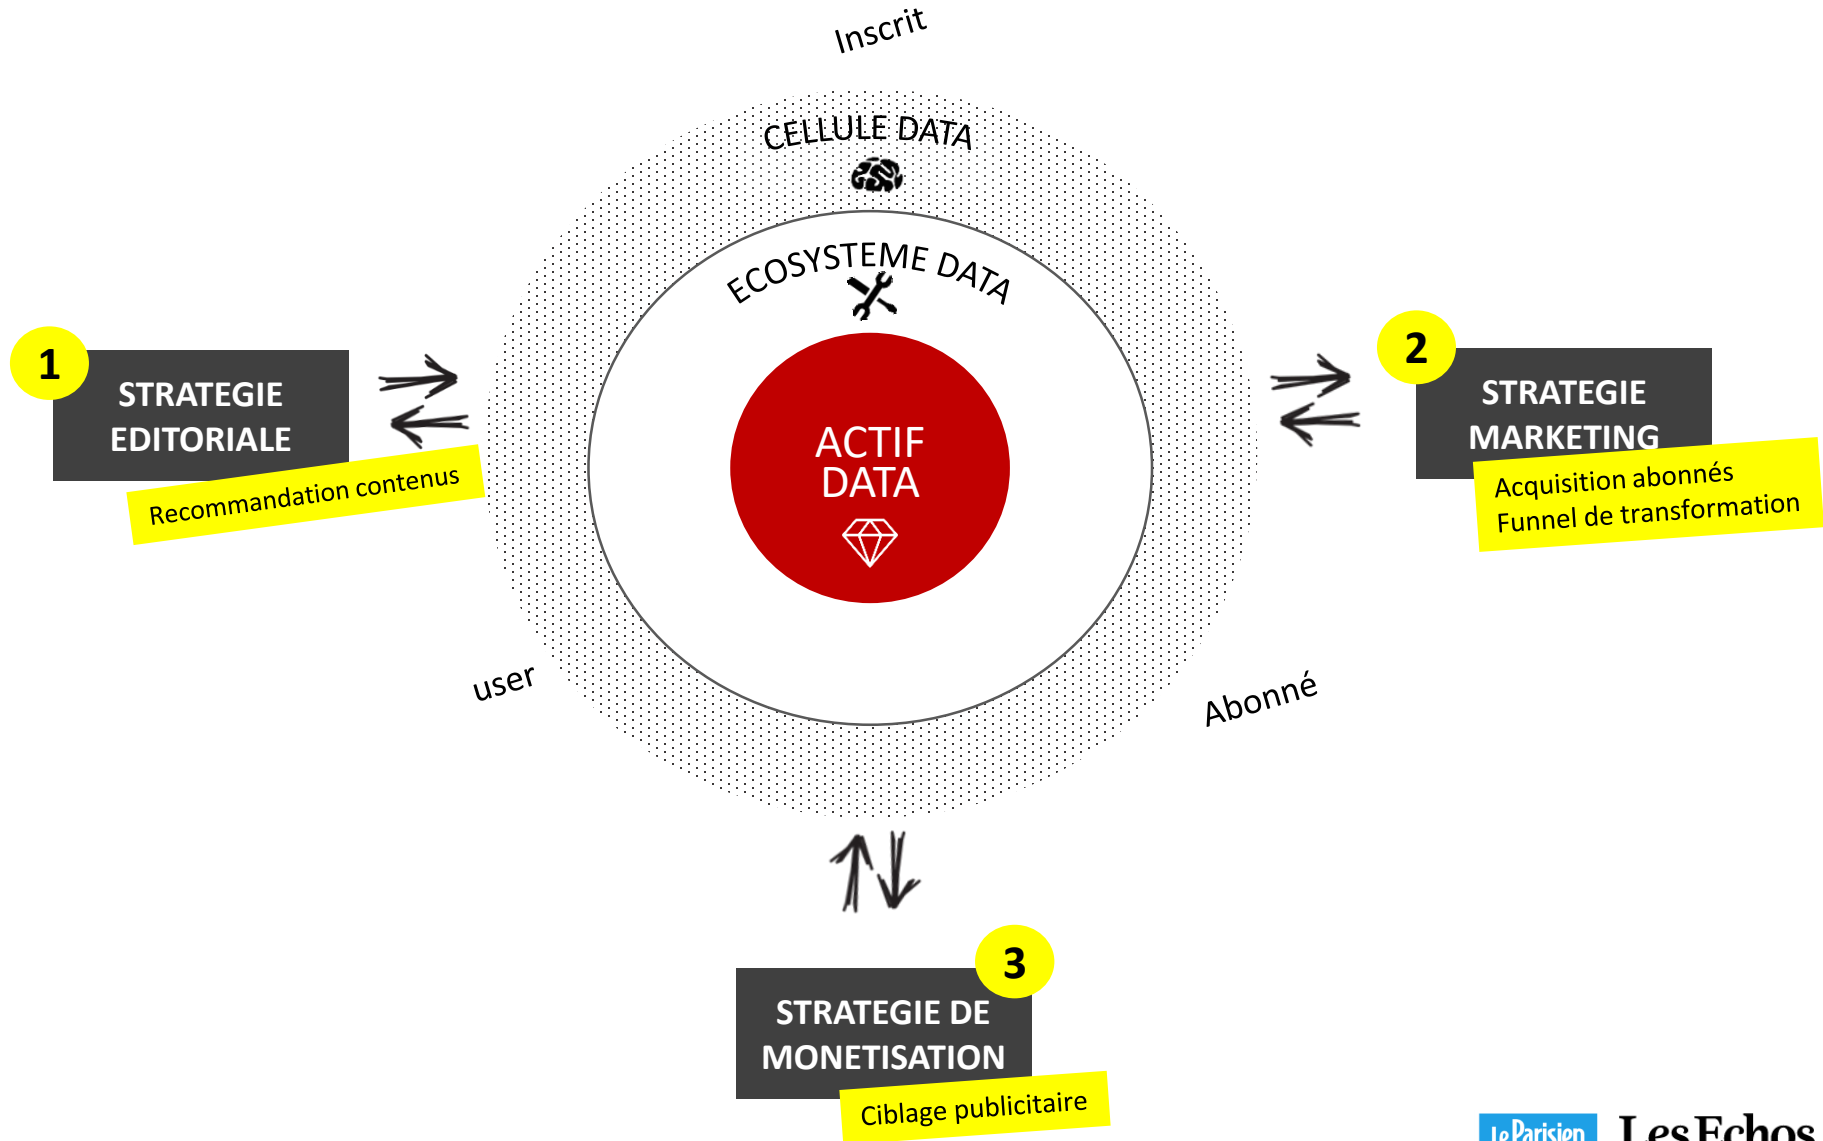 Inscrit
CELLULE DATA
ECOSYSTEME DATA
1
STRATEGIE
EDITORIALE
Recommandation contenus
ACTIF
DATA
2
STRATEGIE
MARKETING
Acquisition abonnés
Funnel de transformation
user
Abonné
3
STRATEGIE DE
MONETISATION
Ciblage publicitaire
Le Parisien
Les Echos